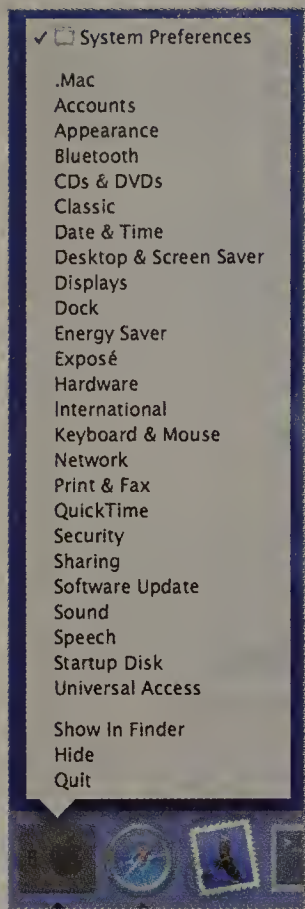 ✓ System Preferences
.Mac
Accounts
Appearance
Bluetooth
CDs & DVDs
Classic
Date & Time
Desktop & Screen Saver
Displays
Dock
Energy Saver
Exposé
Hardware
International
Keyboard & Mouse
Network
Print & Fax
QuickTime
Security
Sharing
Software Update
Sound
Speech
Startup Disk
Universal Access
Show In Finder
Hide
Quit